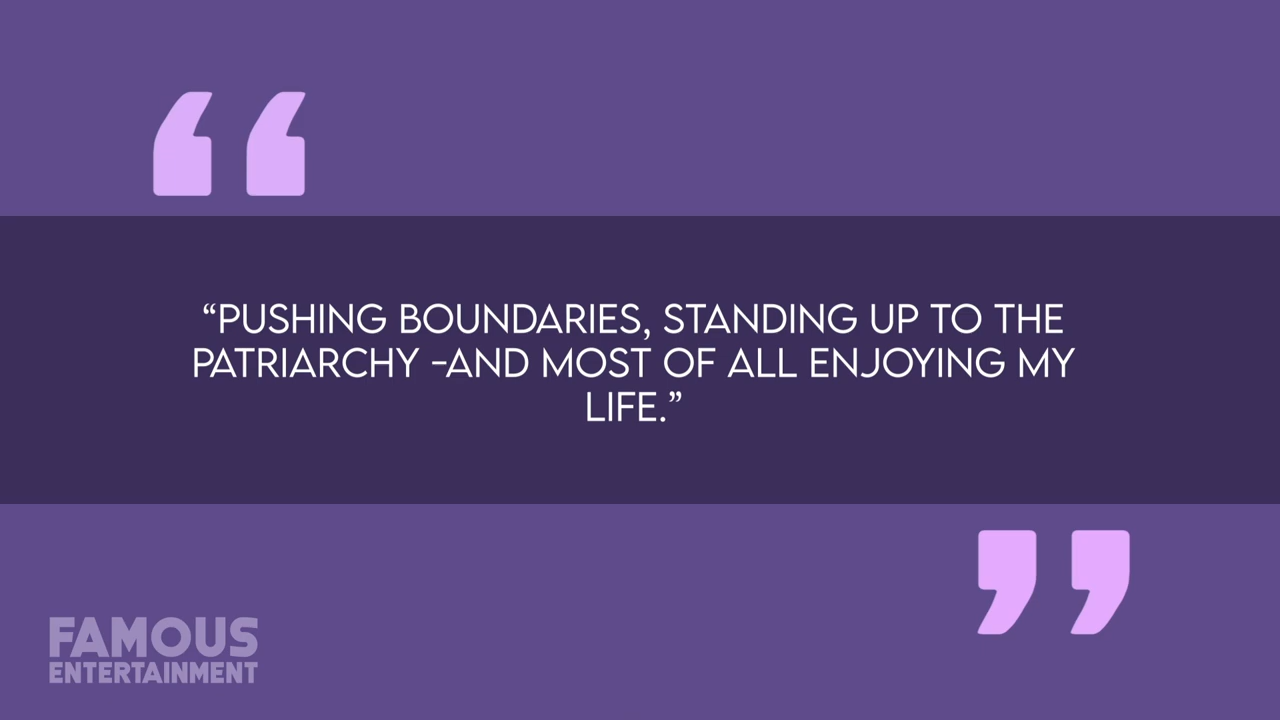 “PUSHING BOUNDARIES, STANDING UP TO THE
PATRIARCHY -AND MOST OF ALL ENJOYING MY
LIFE.”
FAMOUS
ENTERTAINMENT